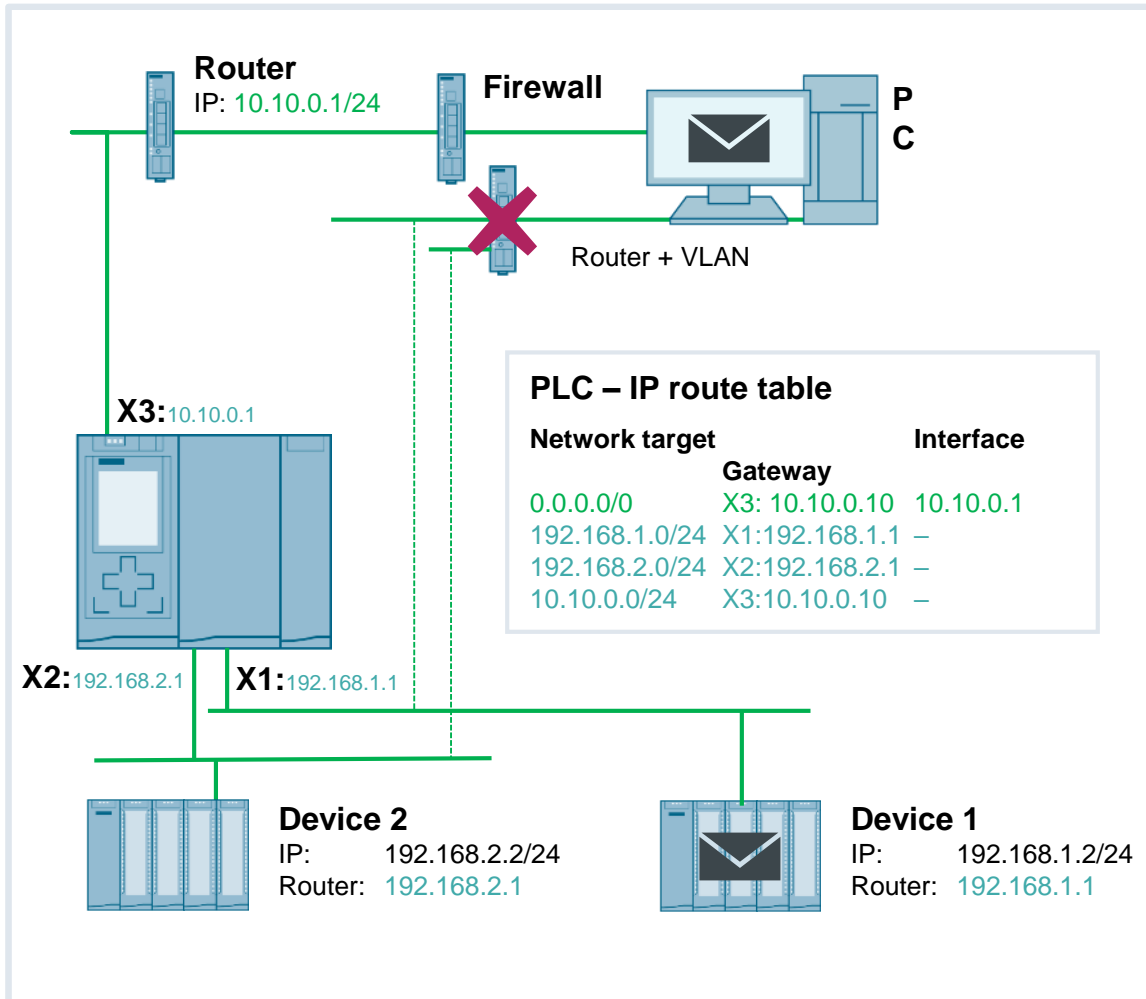 Router
IP: 10.10.0.1/24
Firewall
P
C
Router + VLAN
X3:10.10.0.1
PLC – IP route table
Network target Interface
Gateway
0.0.0.0/0 X3: 10.10.0.10 10.10.0.1
192.168.1.0/24 X1:192.168.1.1 –
192.168.2.0/24 X2:192.168.2.1 –
10.10.0.0/24 X3:10.10.0.10 –
X2:192.168.2.1 X1:192.168.1.1
Device 2
IP: 192.168.2.2/24
Router: 192.168.2.1
Device 1
IP: 192.168.1.2/24
Router: 192.168.1.1